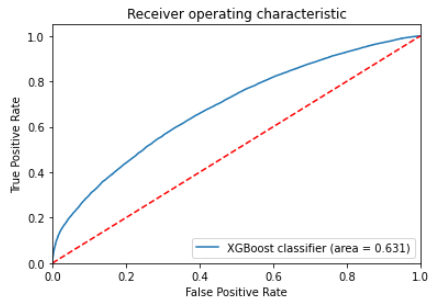 Receiver operating characteristic
True Positive Rate
1.0
0.8
0.6
0.4
0.2
0.0
XGBoost classifier (area = 0.631)
0.0 0.2 0.4 0.6 0.8 1.0
False Positive Rate